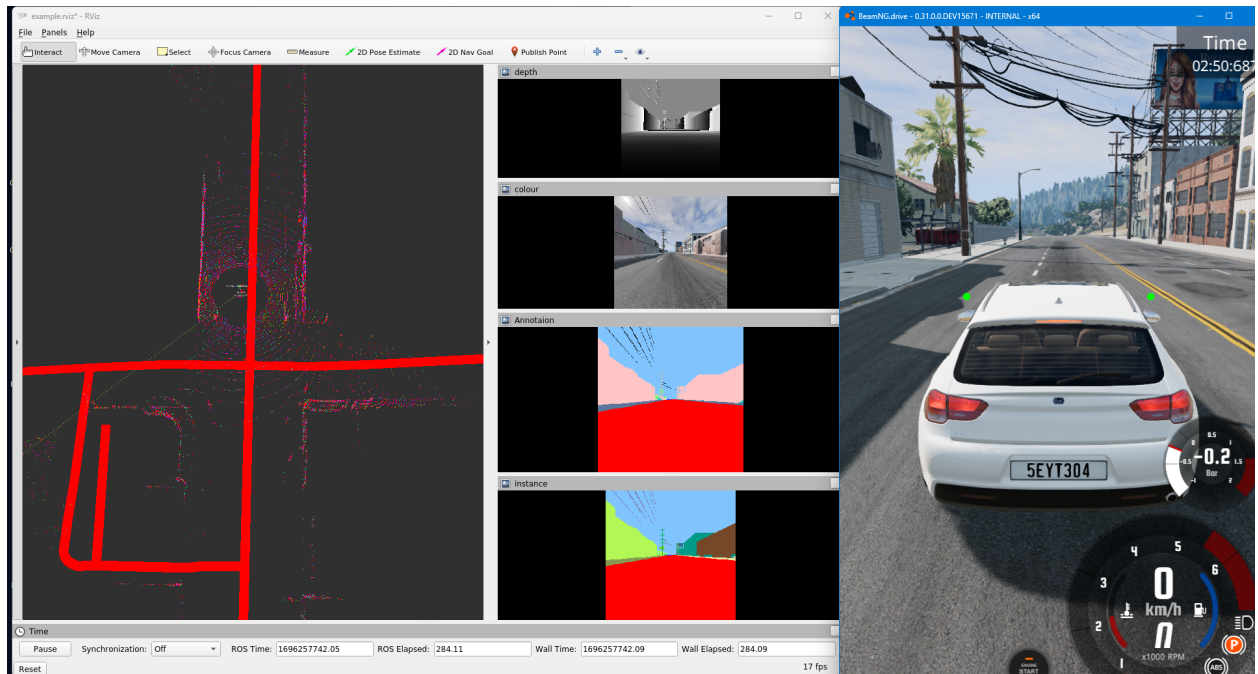 example.rviz* - RViz
File Panels Help
Interact Move Camera Select Focus Camera Measure 2D Pose Estimate 2D Nav Goal Publish Point
depth
colour
Annotaion
instance
Time
Pause Synchronization: Off ROS Time: 1696257742.05 ROS Elapsed: 284.11 Wall Time: 1696257742.09 Wall Elapsed: 284.09
Reset 17 fps
BeamNG.drive - 0.31.0.0.DEV15671 - INTERNAL - x64
Time
02:50:687
5EYT304
-1 -0.5 0 0.5 1 1.5 2
-0.2
Bar
1 2 3 4 5 6
0
km/h
n
x1000 RPM
P
ABS
ENGINE
START